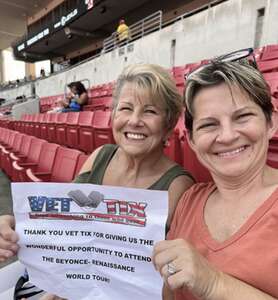 VET TIX
THANK YOU VET TIX FOR GIVING US THE
WONDERFUL OPPORTUNITY TO ATTEND
THE BEYONCE- RENAISSANCE
WORLD TOUR!